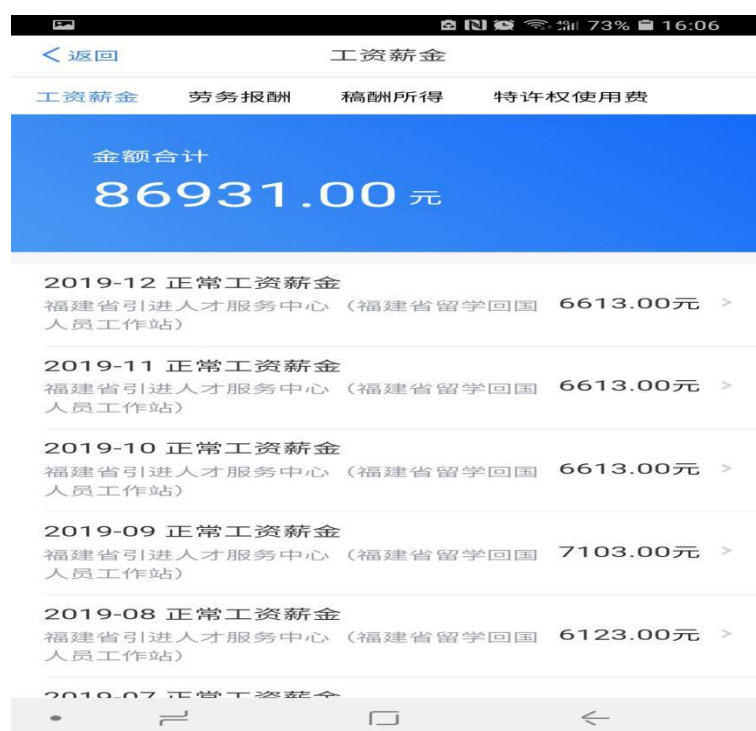 73% 16:06
返回 工资薪金
工资薪金 劳务报酬 稿酬所得 特许权使用费
金额合计
86931.00 元
2019-12 正常工资薪金
福建省引进人才服务中心（福建省留学回国 6613.00元
人员工作站）
2019-11 正常工资薪金
福建省引进人才服务中心（福建省留学回国 6613.00元
人员工作站）
2019-10 正常工资薪金
福建省引进人才服务中心（福建省留学回国 6613.00元
人员工作站）
2019-09 正常工资薪金
福建省引进人才服务中心（福建省留学回国 7103.00元
人员工作站）
2019-08 正常工资薪金
福建省引进人才服务中心（福建省留学回国 6123.00元
人员工作站）
2019-07 正常工资薪金